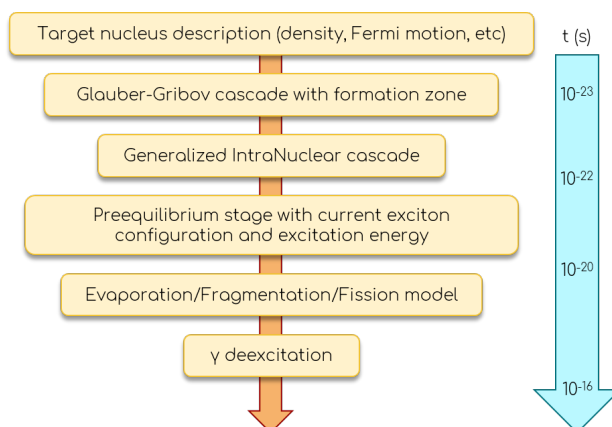 Target nucleus description (density, Fermi motion, etc)
t (s)
Glauber-Gribov cascade with formation zone
10⁻²³
Generalized IntraNuclear cascade
10⁻²²
Preequilibrium stage with current exciton
configuration and excitation energy
10⁻²⁰
Evaporation/Fragmentation/Fission model
γ deexcitation
10⁻¹⁶